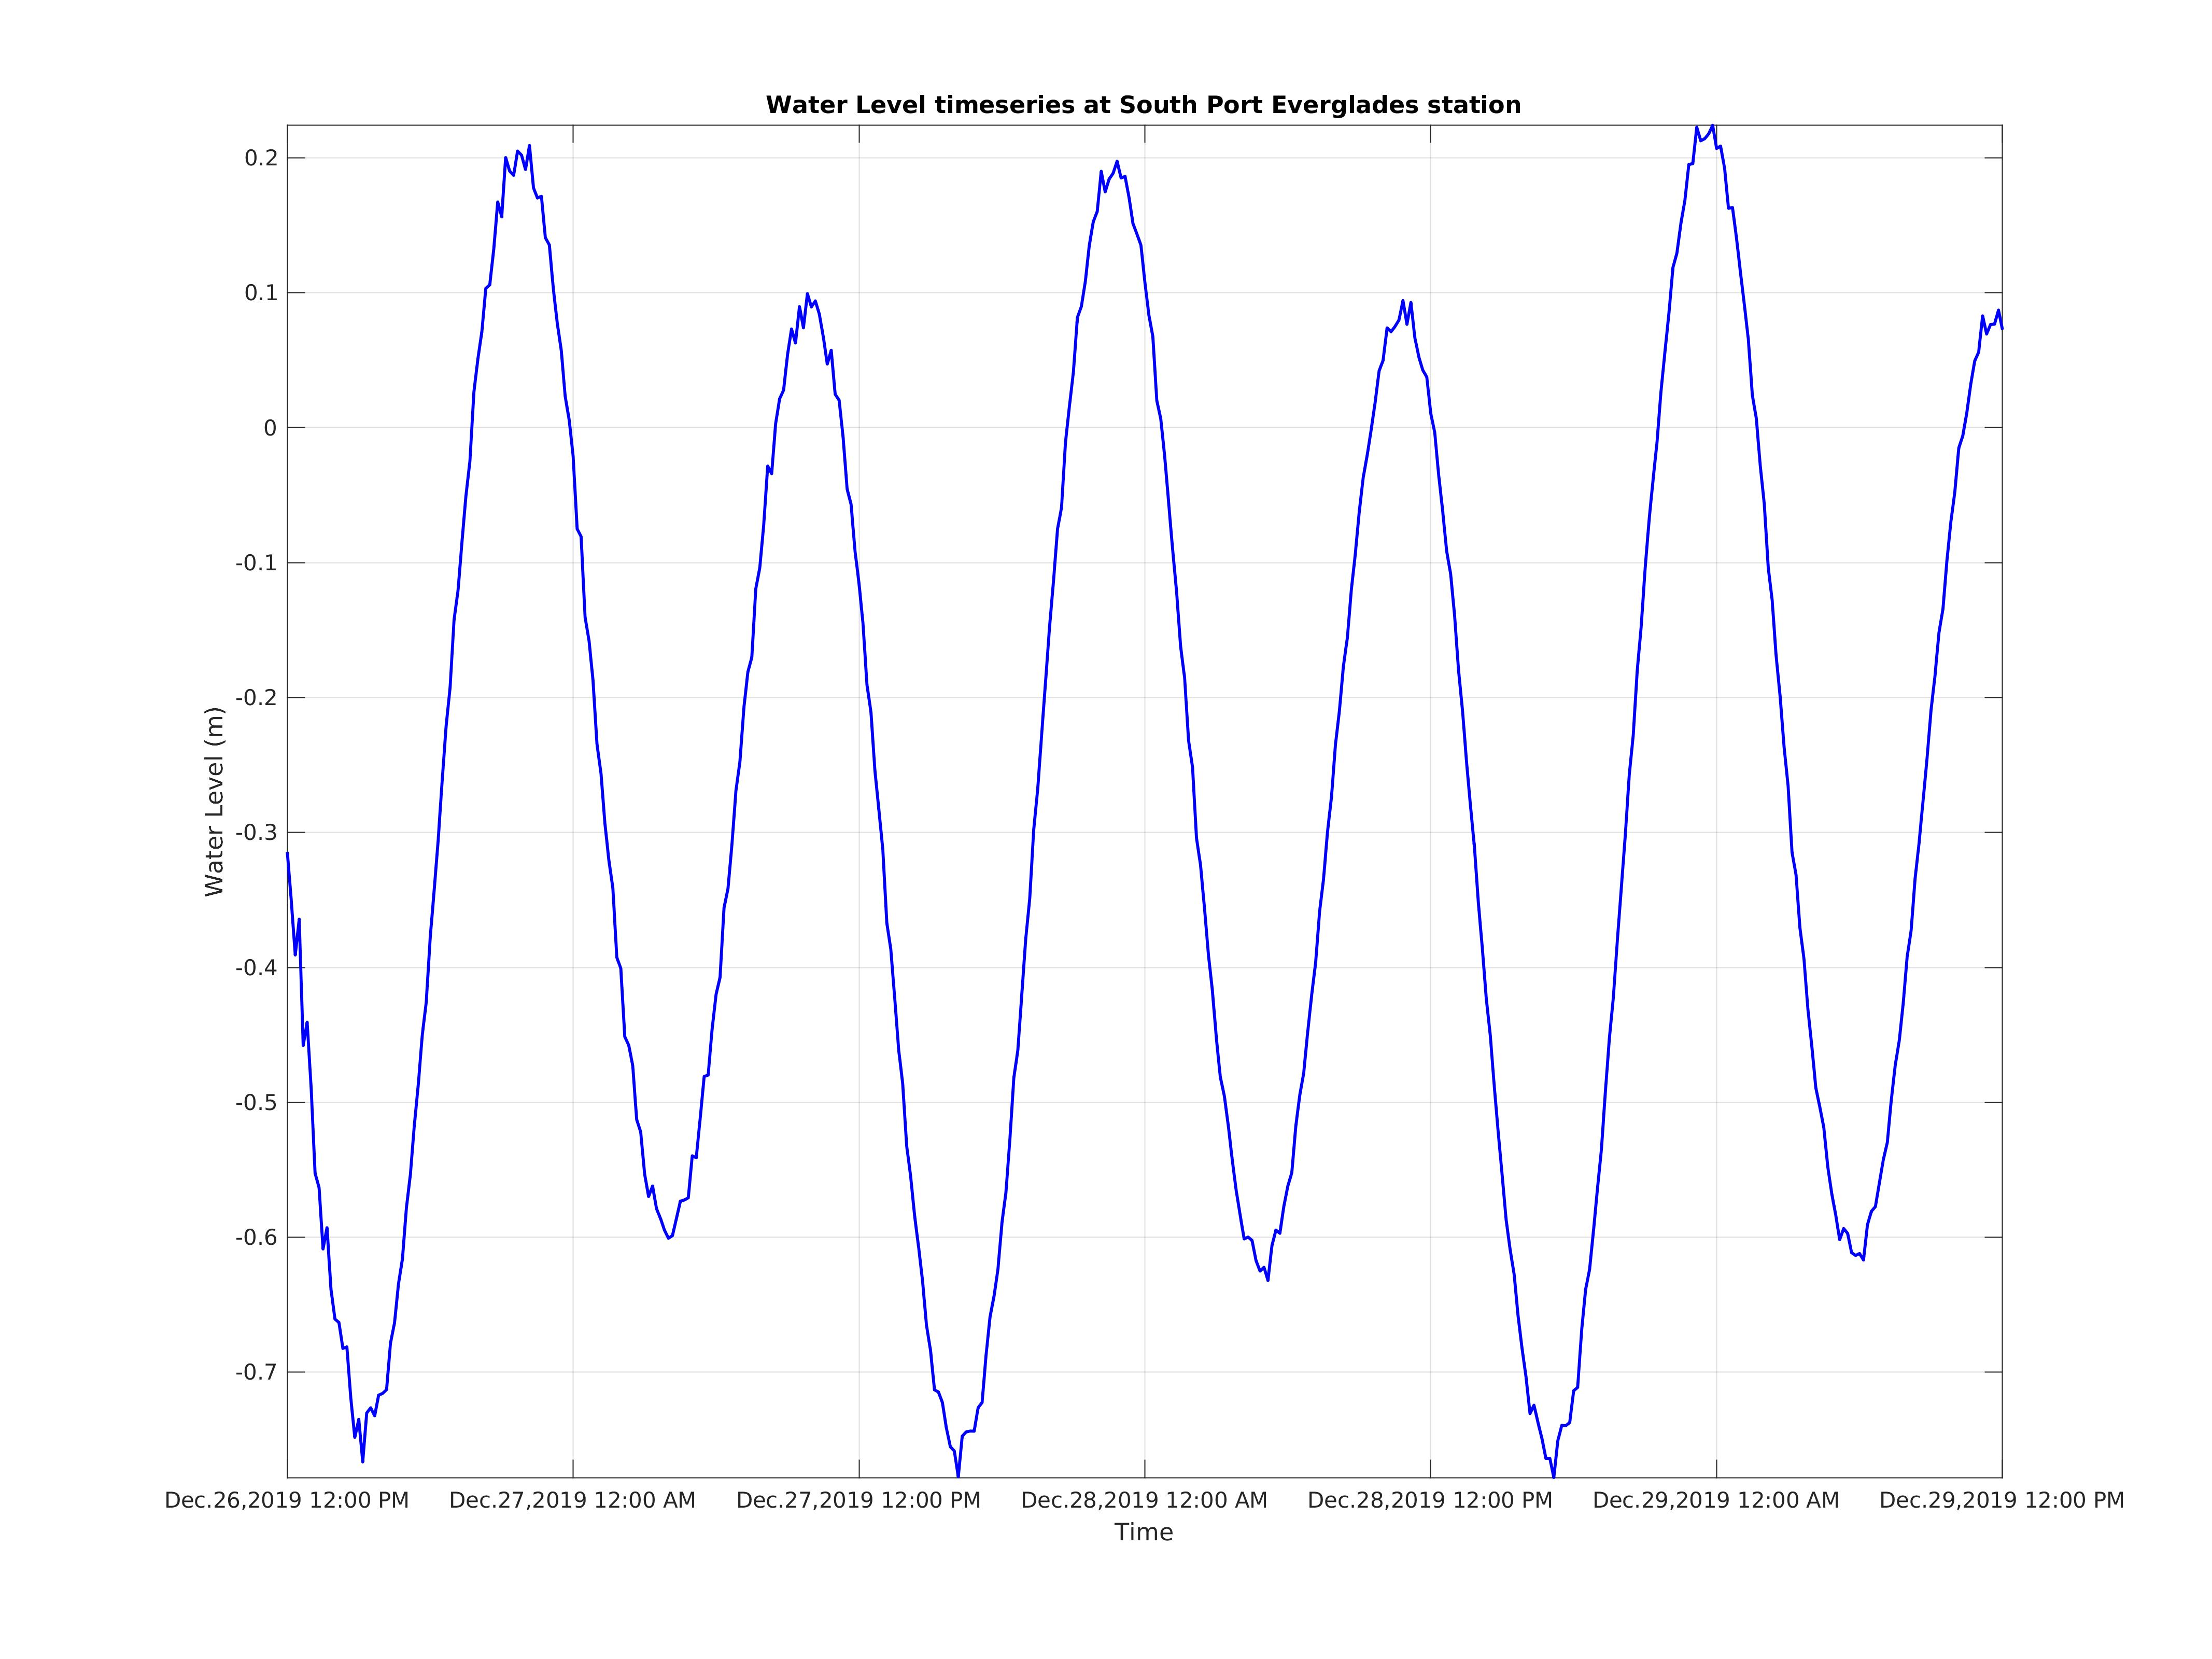 Water Level timeseries at South Port Everglades station
0.2
0.1
0
-0.1
-0.2
-0.3
-0.4
-0.5
-0.6
-0.7
Water Level (m)
Dec.26,2019 12:00 PM
Dec.27,2019 12:00 AM
Dec.27,2019 12:00 PM
Dec.28,2019 12:00 AM
Dec.28,2019 12:00 PM
Dec.29,2019 12:00 AM
Dec.29,2019 12:00 PM
Time